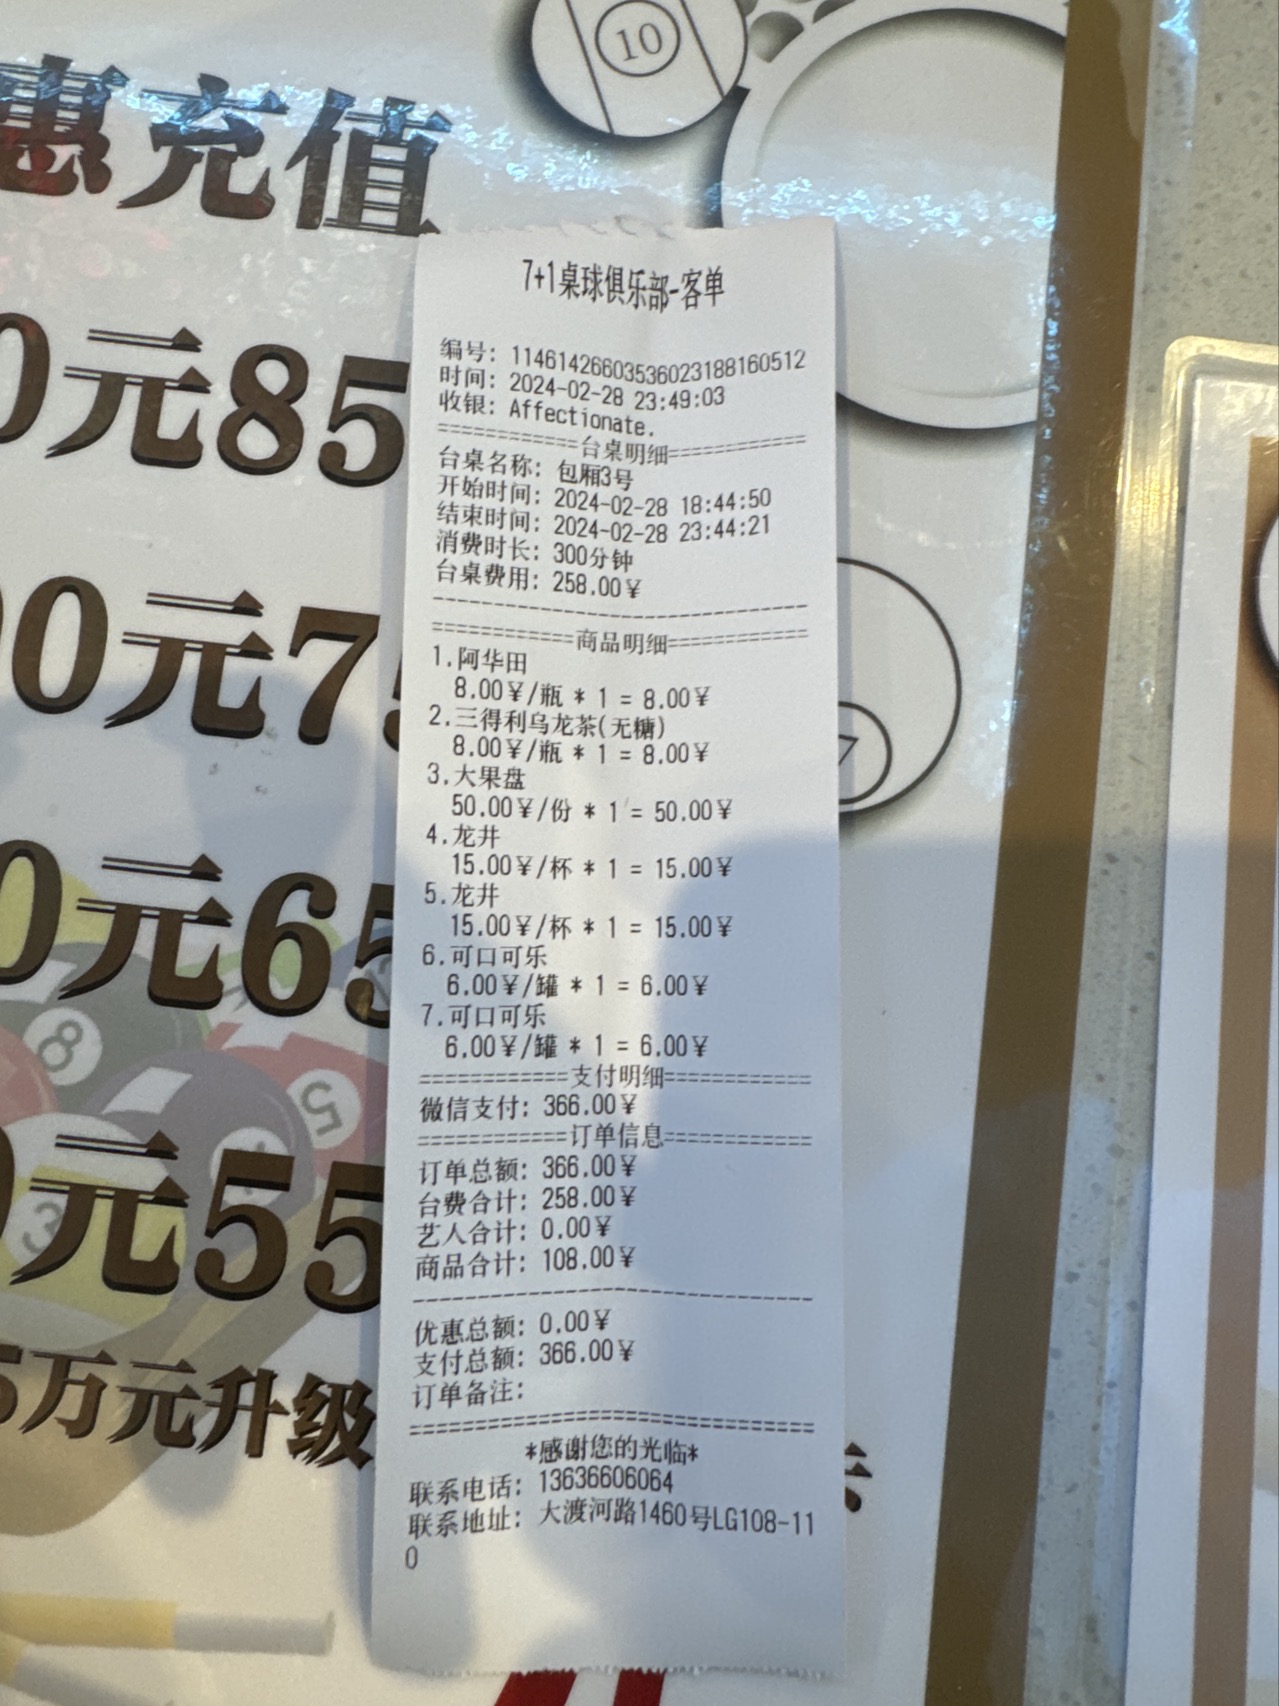 10
惠充值
0元85
00元75
0元65
0元55
5万元升级
8
5
3
7
7+1桌球俱乐部-客单
编号: 11461426603536023188160512
时间: 2024-02-28 23:49:03
收银: Affectionate.
===========台桌明细===========
台桌名称: 包厢3号
开始时间: 2024-02-28 18:44:50
结束时间: 2024-02-28 23:44:21
消费时长: 300分钟
台桌费用: 258.00¥
--------------------------------
===========商品明细===========
1.阿华田
8.00¥/瓶 * 1 = 8.00¥
2.三得利乌龙茶(无糖)
8.00¥/瓶 * 1 = 8.00¥
3.大果盘
50.00¥/份 * 1 = 50.00¥
4.龙井
15.00¥/杯 * 1 = 15.00¥
5.龙井
15.00¥/杯 * 1 = 15.00¥
6.可口可乐
6.00¥/罐 * 1 = 6.00¥
7.可口可乐
6.00¥/罐 * 1 = 6.00¥
===========支付明细===========
微信支付: 366.00¥
===========订单信息===========
订单总额: 366.00¥
台费合计: 258.00¥
艺人合计: 0.00¥
商品合计: 108.00¥
--------------------------------
优惠总额: 0.00¥
支付总额: 366.00¥
订单备注:
================================
*感谢您的光临*
联系电话: 13636606064
联系地址: 大渡河路1460号LG108-11
0